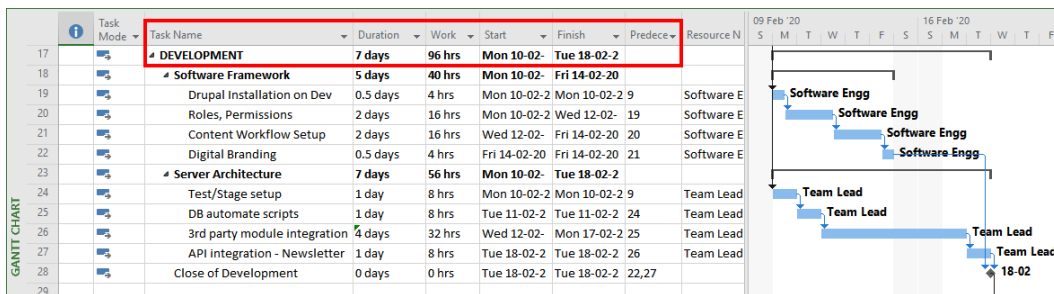 09 Feb '20 16 Feb '20
Task Mode Task Name Duration Work Start Finish Predece Resource N S M T W T F S S M T W T F
17 DEVELOPMENT 7 days 96 hrs Mon 10-02- Tue 18-02-2
18 Software Framework 5 days 40 hrs Mon 10-02- Fri 14-02-20
19 Drupal Installation on Dev 0.5 days 4 hrs Mon 10-02-2 Mon 10-02-2 9 Software E Software Engg
20 Roles, Permissions 2 days 16 hrs Mon 10-02-2 Wed 12-02- 19 Software E Software Engg
21 Content Workflow Setup 2 days 16 hrs Wed 12-02- Fri 14-02-20 20 Software E Software Engg
22 Digital Branding 0.5 days 4 hrs Fri 14-02-20 Fri 14-02-20 21 Software E Software Engg
23 Server Architecture 7 days 56 hrs Mon 10-02- Tue 18-02-2
24 Test/Stage setup 1 day 8 hrs Mon 10-02-2 Mon 10-02-2 9 Team Lead Team Lead
25 DB automate scripts 1 day 8 hrs Tue 11-02-2 Tue 11-02-2 24 Team Lead Team Lead
26 3rd party module integration 4 days 32 hrs Wed 12-02- Mon 17-02-2 25 Team Lead Team Lead
27 API integration - Newsletter 1 day 8 hrs Tue 18-02-2 Tue 18-02-2 26 Team Lead Team Lead
28 Close of Development 0 days 0 hrs Tue 18-02-2 Tue 18-02-2 22,27 18-02
29
GANTT CHART